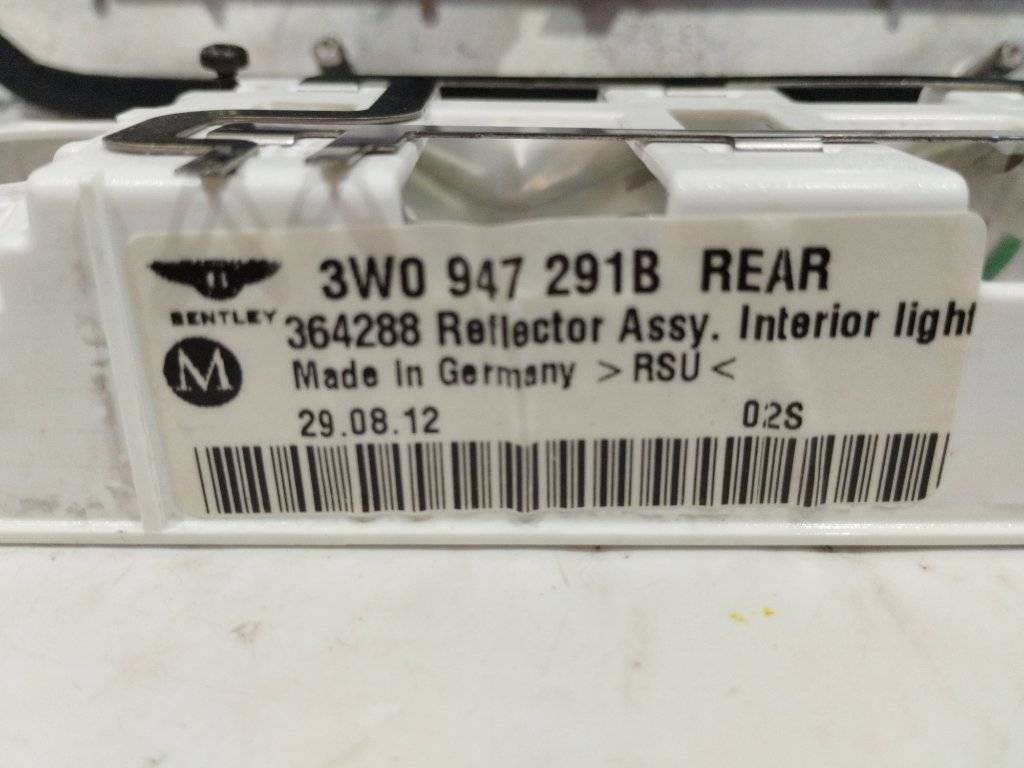 3W0 947 291B REAR
BENTLEY
364288 Reflector Assy. Interior light
M
Made in Germany >RSU<
29.08.12 02S